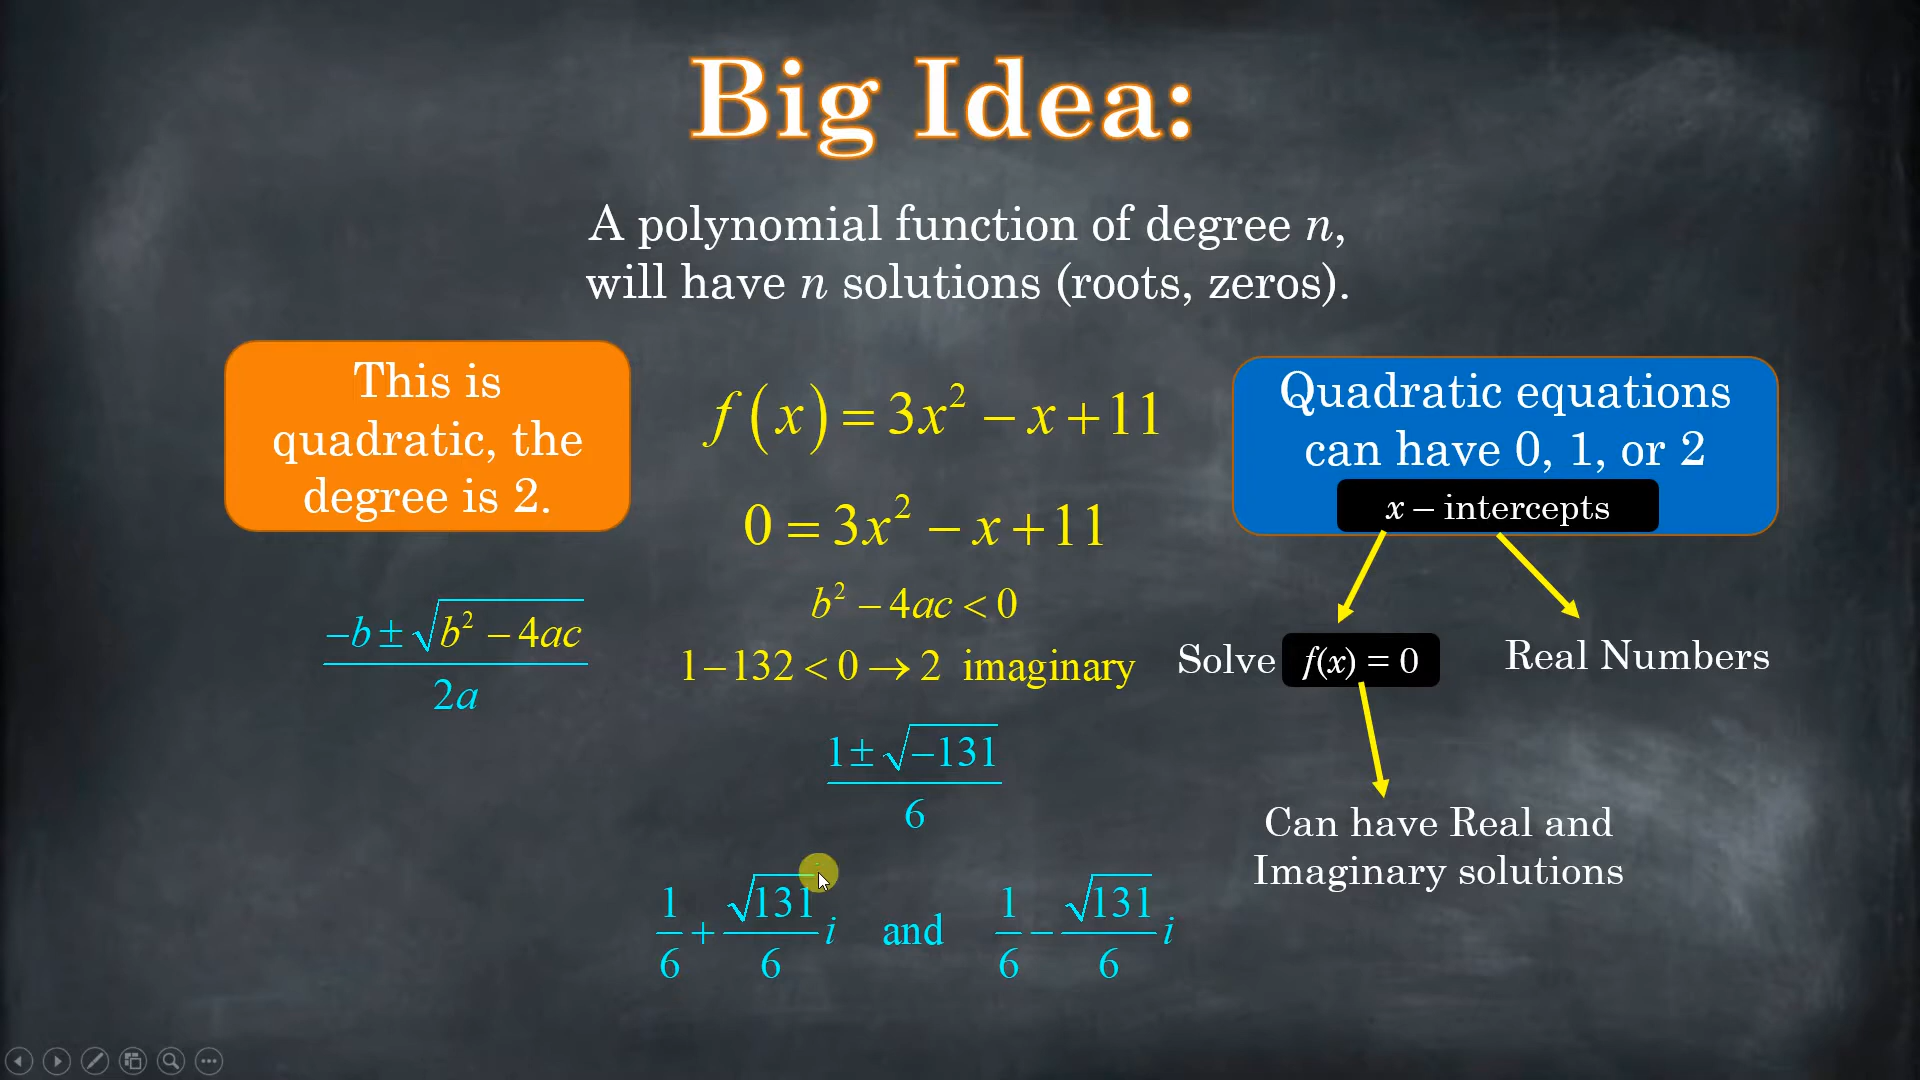 Big Idea:
A polynomial function of degree n,
will have n solutions (roots, zeros).
This is
quadratic, the
degree is 2.
f(x) = 3x² − x + 11
0 = 3x² − x + 11
b² − 4ac < 0
1 − 132 < 0 → 2 imaginary
−b ± √(b² − 4ac)
2a
1 ± √−131
6
1/6 + √131/6 i and 1/6 − √131/6 i
Quadratic equations
can have 0, 1, or 2
x – intercepts
Solve f(x) = 0
Real Numbers
Can have Real and
Imaginary solutions